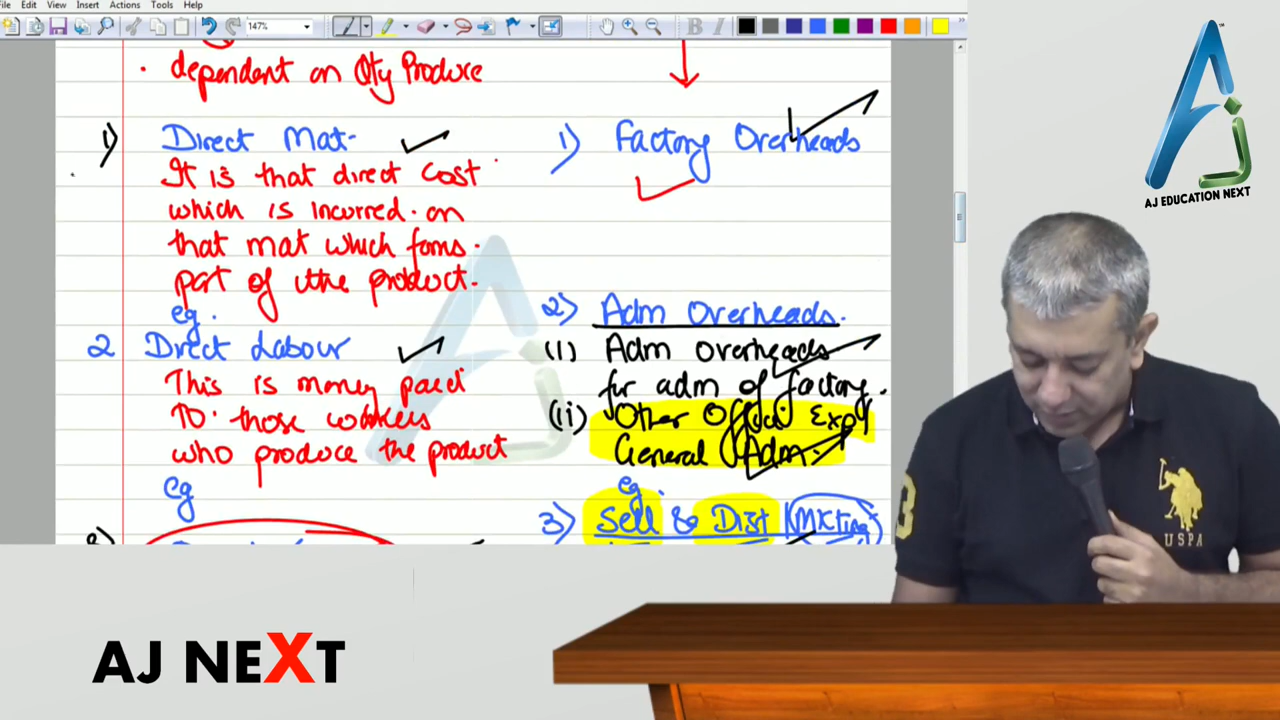 File Edit View Insert Actions Tools Help
147%
B I
dependent on Qty Produce
1) Direct Mat-
It is that direct cost
which is incurred on
that mat which forms
part of the product.
eg.
2 Direct Labour
This is money paid
To those workers
who produce the product
eg
1) Factory Overheads
2) Adm Overheads.
(i) Adm overheads
for adm of factory.
(ii) Other Office Exp/
General Adm.
eg.
3) Sell & Dist (Mkting)
AJ EDUCATION NEXT
3
USPA
AJ NEXT